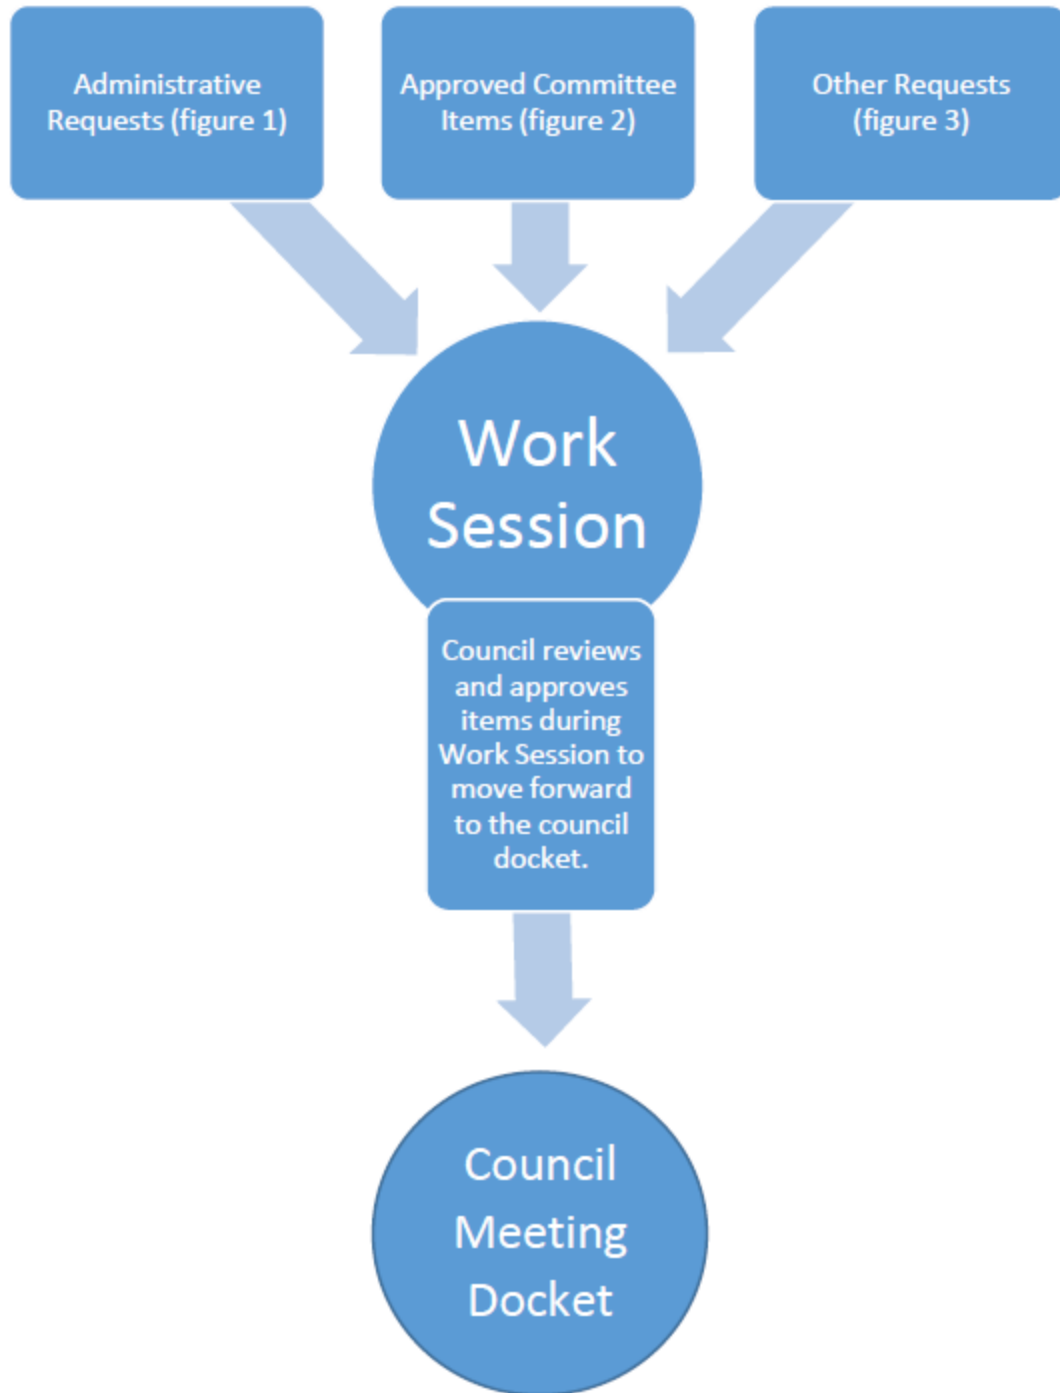 Administrative
Requests (figure 1)
Approved Committee
Items (figure 2)
Other Requests
(figure 3)
Work
Session
Council reviews
and approves
items during
Work Session to
move forward
to the council
docket.
Council
Meeting
Docket